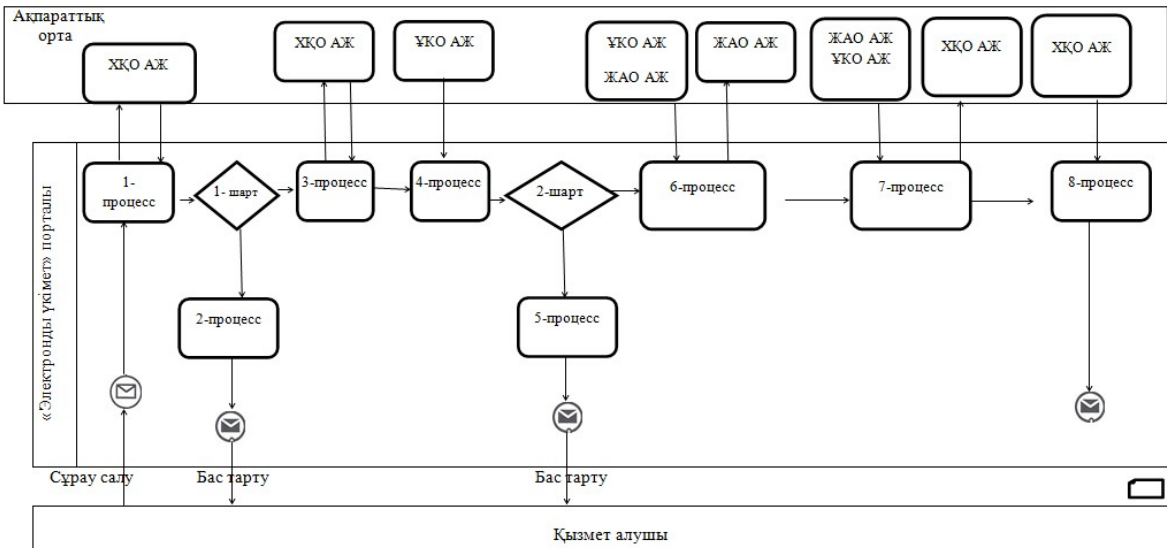 Ақпараттық
орта
ХҚО АЖ
ХҚО АЖ
ҰКО АЖ
ҰКО АЖ
ЖАО АЖ
ЖАО АЖ
ЖАО АЖ
ҰКО АЖ
ХҚО АЖ
ХҚО АЖ
«Электронды үкімет» порталы
1-
процесс
1- шарт
3-процесс
4-процесс
2-шарт
6-процесс
7-процесс
8-процесс
2-процесс
5-процесс
Сұрау салу
Бас тарту
Бас тарту
Қызмет алушы